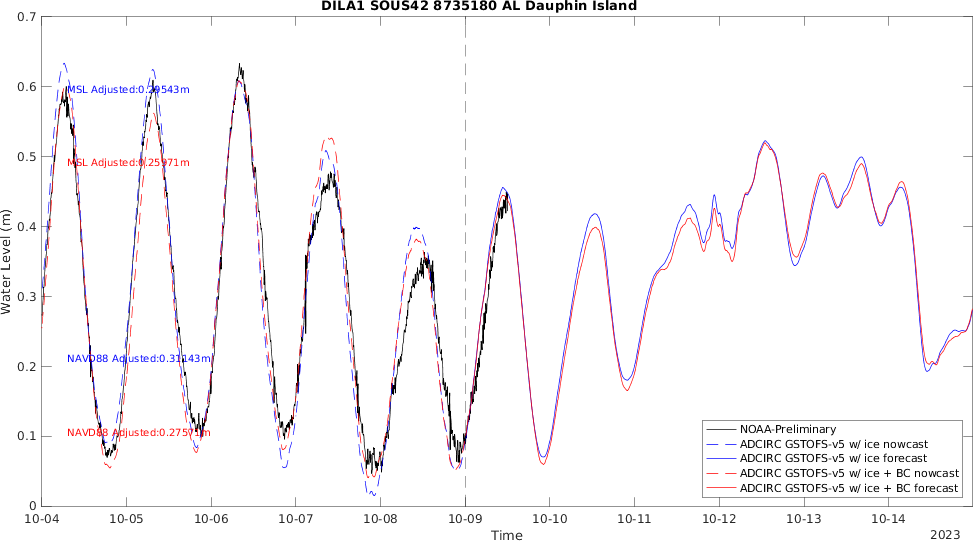 DILA1 SOUS42 8735180 AL Dauphin Island
0.7
0.6
0.5
0.4
0.3
0.2
0.1
0
Water Level (m)
MSL Adjusted:0.29543m
MSL Adjusted:0.25971m
NAVD88 Adjusted:0.31143m
NAVD88 Adjusted:
NOAA-Preliminary
ADCIRC GSTOFS-v5 w/ ice nowcast
ADCIRC GSTOFS-v5 w/ ice forecast
ADCIRC GSTOFS-v5 w/ ice + BC nowcast
ADCIRC GSTOFS-v5 w/ ice + BC forecast
10-04 10-05 10-06 10-07 10-08 10-09 10-10 10-11 10-12 10-13 10-14
Time
2023